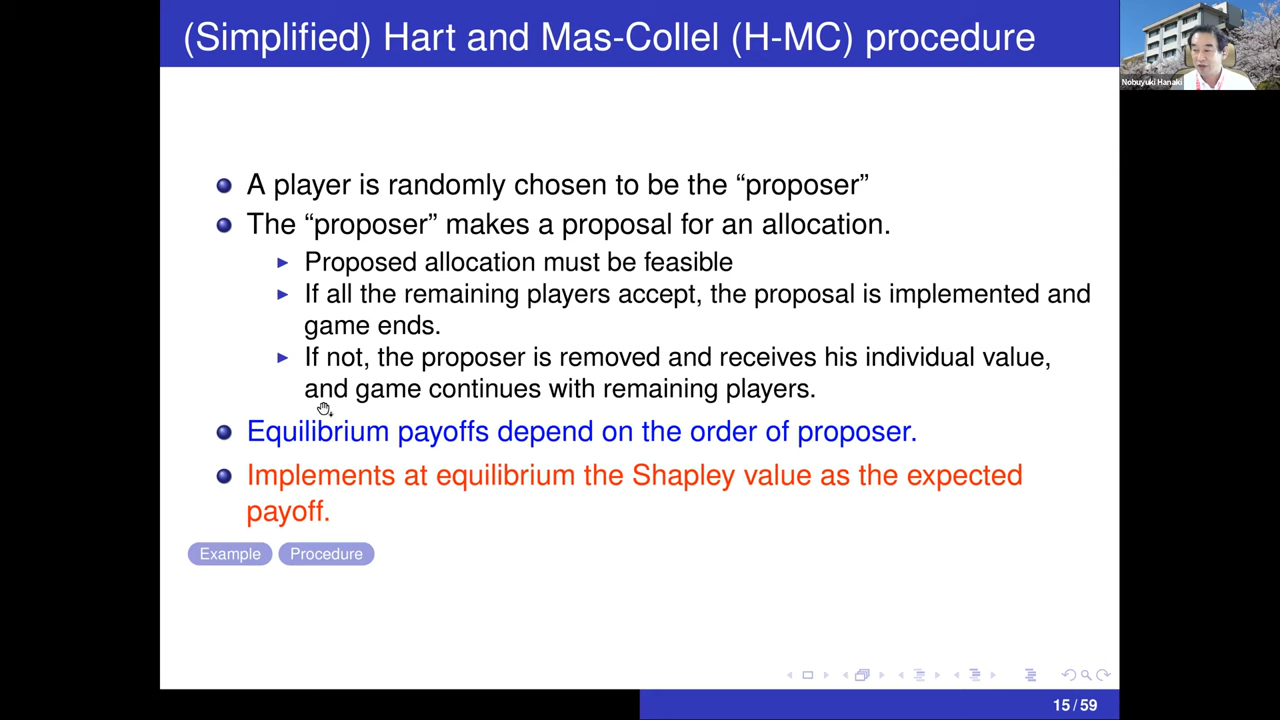 (Simplified) Hart and Mas-Collel (H-MC) procedure
Nobuyuki Hanaki
A player is randomly chosen to be the “proposer”
The “proposer” makes a proposal for an allocation.
Proposed allocation must be feasible
If all the remaining players accept, the proposal is implemented and
game ends.
If not, the proposer is removed and receives his individual value,
and game continues with remaining players.
Equilibrium payoffs depend on the order of proposer.
Implements at equilibrium the Shapley value as the expected
payoff.
Example Procedure
15 / 59